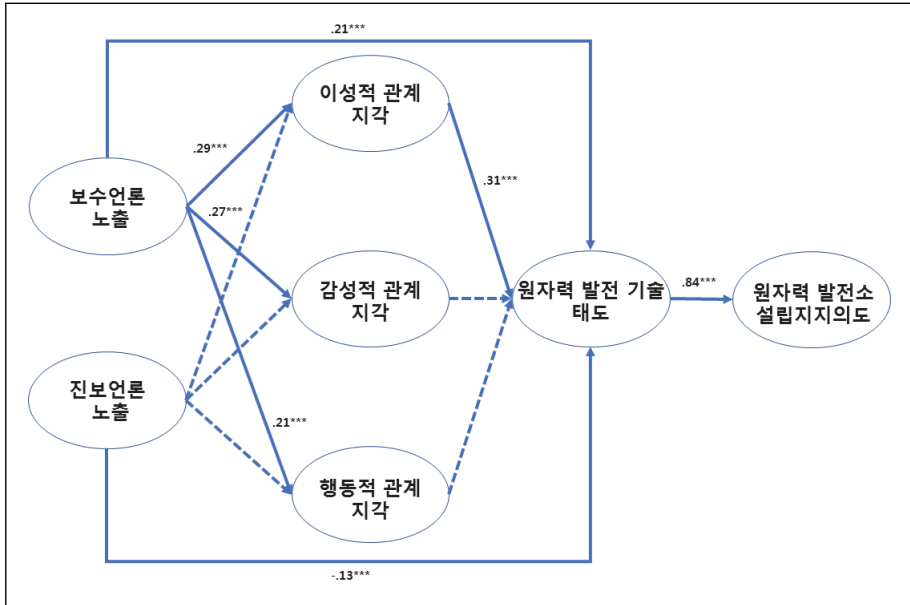 .21***
이성적 관계
지각
.29***
.31***
보수언론
노출
.27***
감성적 관계
지각
원자력 발전 기술
태도
.84***
원자력 발전소
설립지지의도
진보언론
노출
.21***
행동적 관계
지각
-.13***